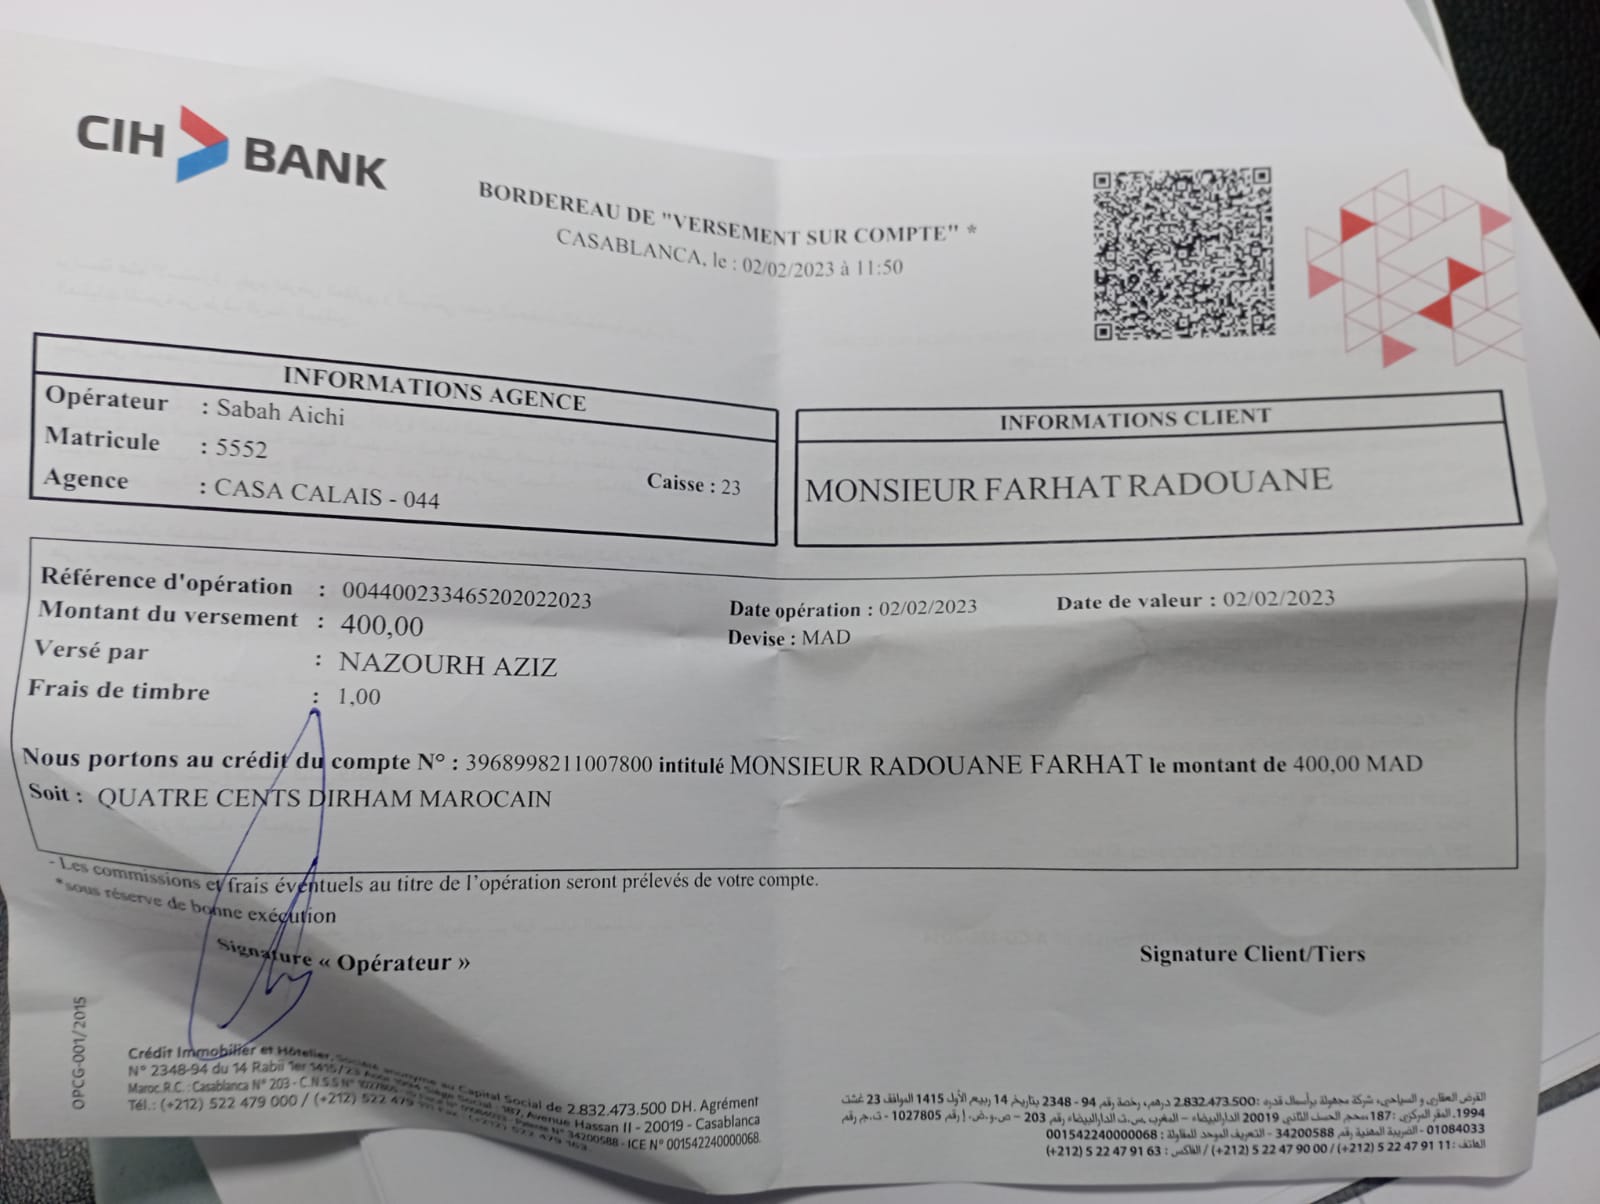 CIH BANK
BORDEREAU DE "VERSEMENT SUR COMPTE" *
CASABLANCA, le : 02/02/2023 à 11:50
INFORMATIONS AGENCE
Opérateur : Sabah Aichi
Matricule : 5552
Agence : CASA CALAIS - 044
Caisse : 23
INFORMATIONS CLIENT
MONSIEUR FARHAT RADOUANE
Référence d'opération : 004400233465202022023
Montant du versement : 400,00
Versé par : NAZOURH AZIZ
Frais de timbre : 1,00
Date opération : 02/02/2023
Date de valeur : 02/02/2023
Devise : MAD
Nous portons au crédit du compte N° : 3968998211007800 intitulé MONSIEUR RADOUANE FARHAT le montant de 400,00 MAD
Soit : QUATRE CENTS DIRHAM MAROCAIN
- Les commissions et frais éventuels au titre de l'opération seront prélevés de votre compte.
*sous réserve de bonne exécution
Signature « Opérateur »
Signature Client/Tiers
OPCG-001/2015
Crédit Immobilier et Hôtelier, Société anonyme au Capital Social de 2.832.473.500 DH. Agrément
N° 2348-94 du 14 Rabii 1er 1415/23 Août 1994 Siège Social : 187, Avenue Hassan II - 20019 - Casablanca
Maroc.R.C. : Casablanca N° 203 - C.N.S.S N° 1027805 34200588 - ICE N° 001542240000068.
Tél.: (+212) 522 479 000 / (+212) 522 479 (+212) 522 479 163.
القرض العقاري و السياحي، شركة مجهولة برأسمال قدره :2.832.473.500 درهم، رخصة رقم 94 - 2348 بتاريخ 14 ربيع الأول 1415 الموافق 23 غشت
1994. المقر المركزي :187، شارع الحسن الثاني 20019 الدارالبيضاء – المغرب. س.ت الدارالبيضاء رقم 203 – ص.و.ض.إ رقم 1027805 - ت.ج رقم
01084033 - الضريبة المهنية رقم 34200588 - التعريف الموحد للمقاولة : 001542240000068
الهاتف : 11 91 47 22 5 (212+) / 00 90 47 22 5 (212+) / الفاكس : 63 91 47 22 5 (212+)